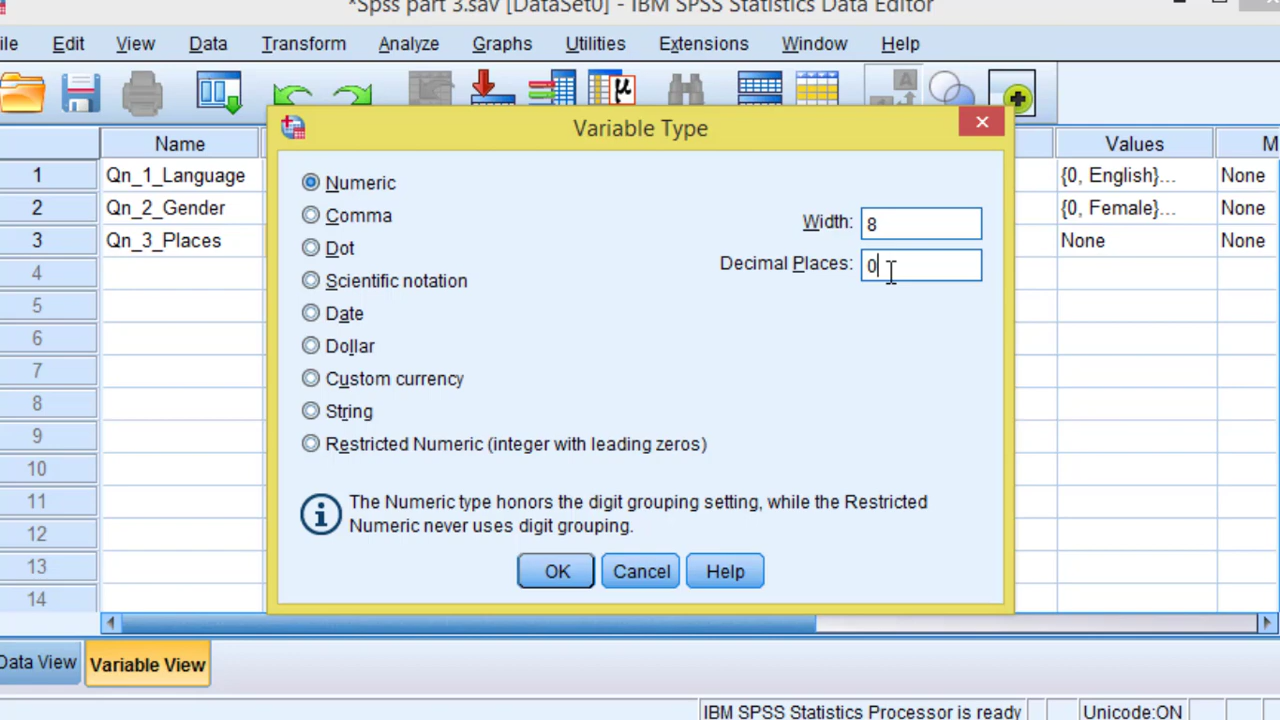 *Spss part 3.sav [DataSet0] - IBM SPSS Statistics Data Editor
ile Edit View Data Transform Analyze Graphs Utilities Extensions Window Help
A
μ
Variable Type
Name Values M
1 Qn_1_Language {0, English}... None
2 Qn_2_Gender {0, Female}... None
3 Qn_3_Places None None
4
5
6
7
8
9
10
11
12
13
14
Numeric
Comma
Dot
Scientific notation
Date
Dollar
Custom currency
String
Restricted Numeric (integer with leading zeros)
Width: 8
Decimal Places: 0
The Numeric type honors the digit grouping setting, while the Restricted
Numeric never uses digit grouping.
OK Cancel Help
Data View Variable View
IBM SPSS Statistics Processor is ready Unicode:ON